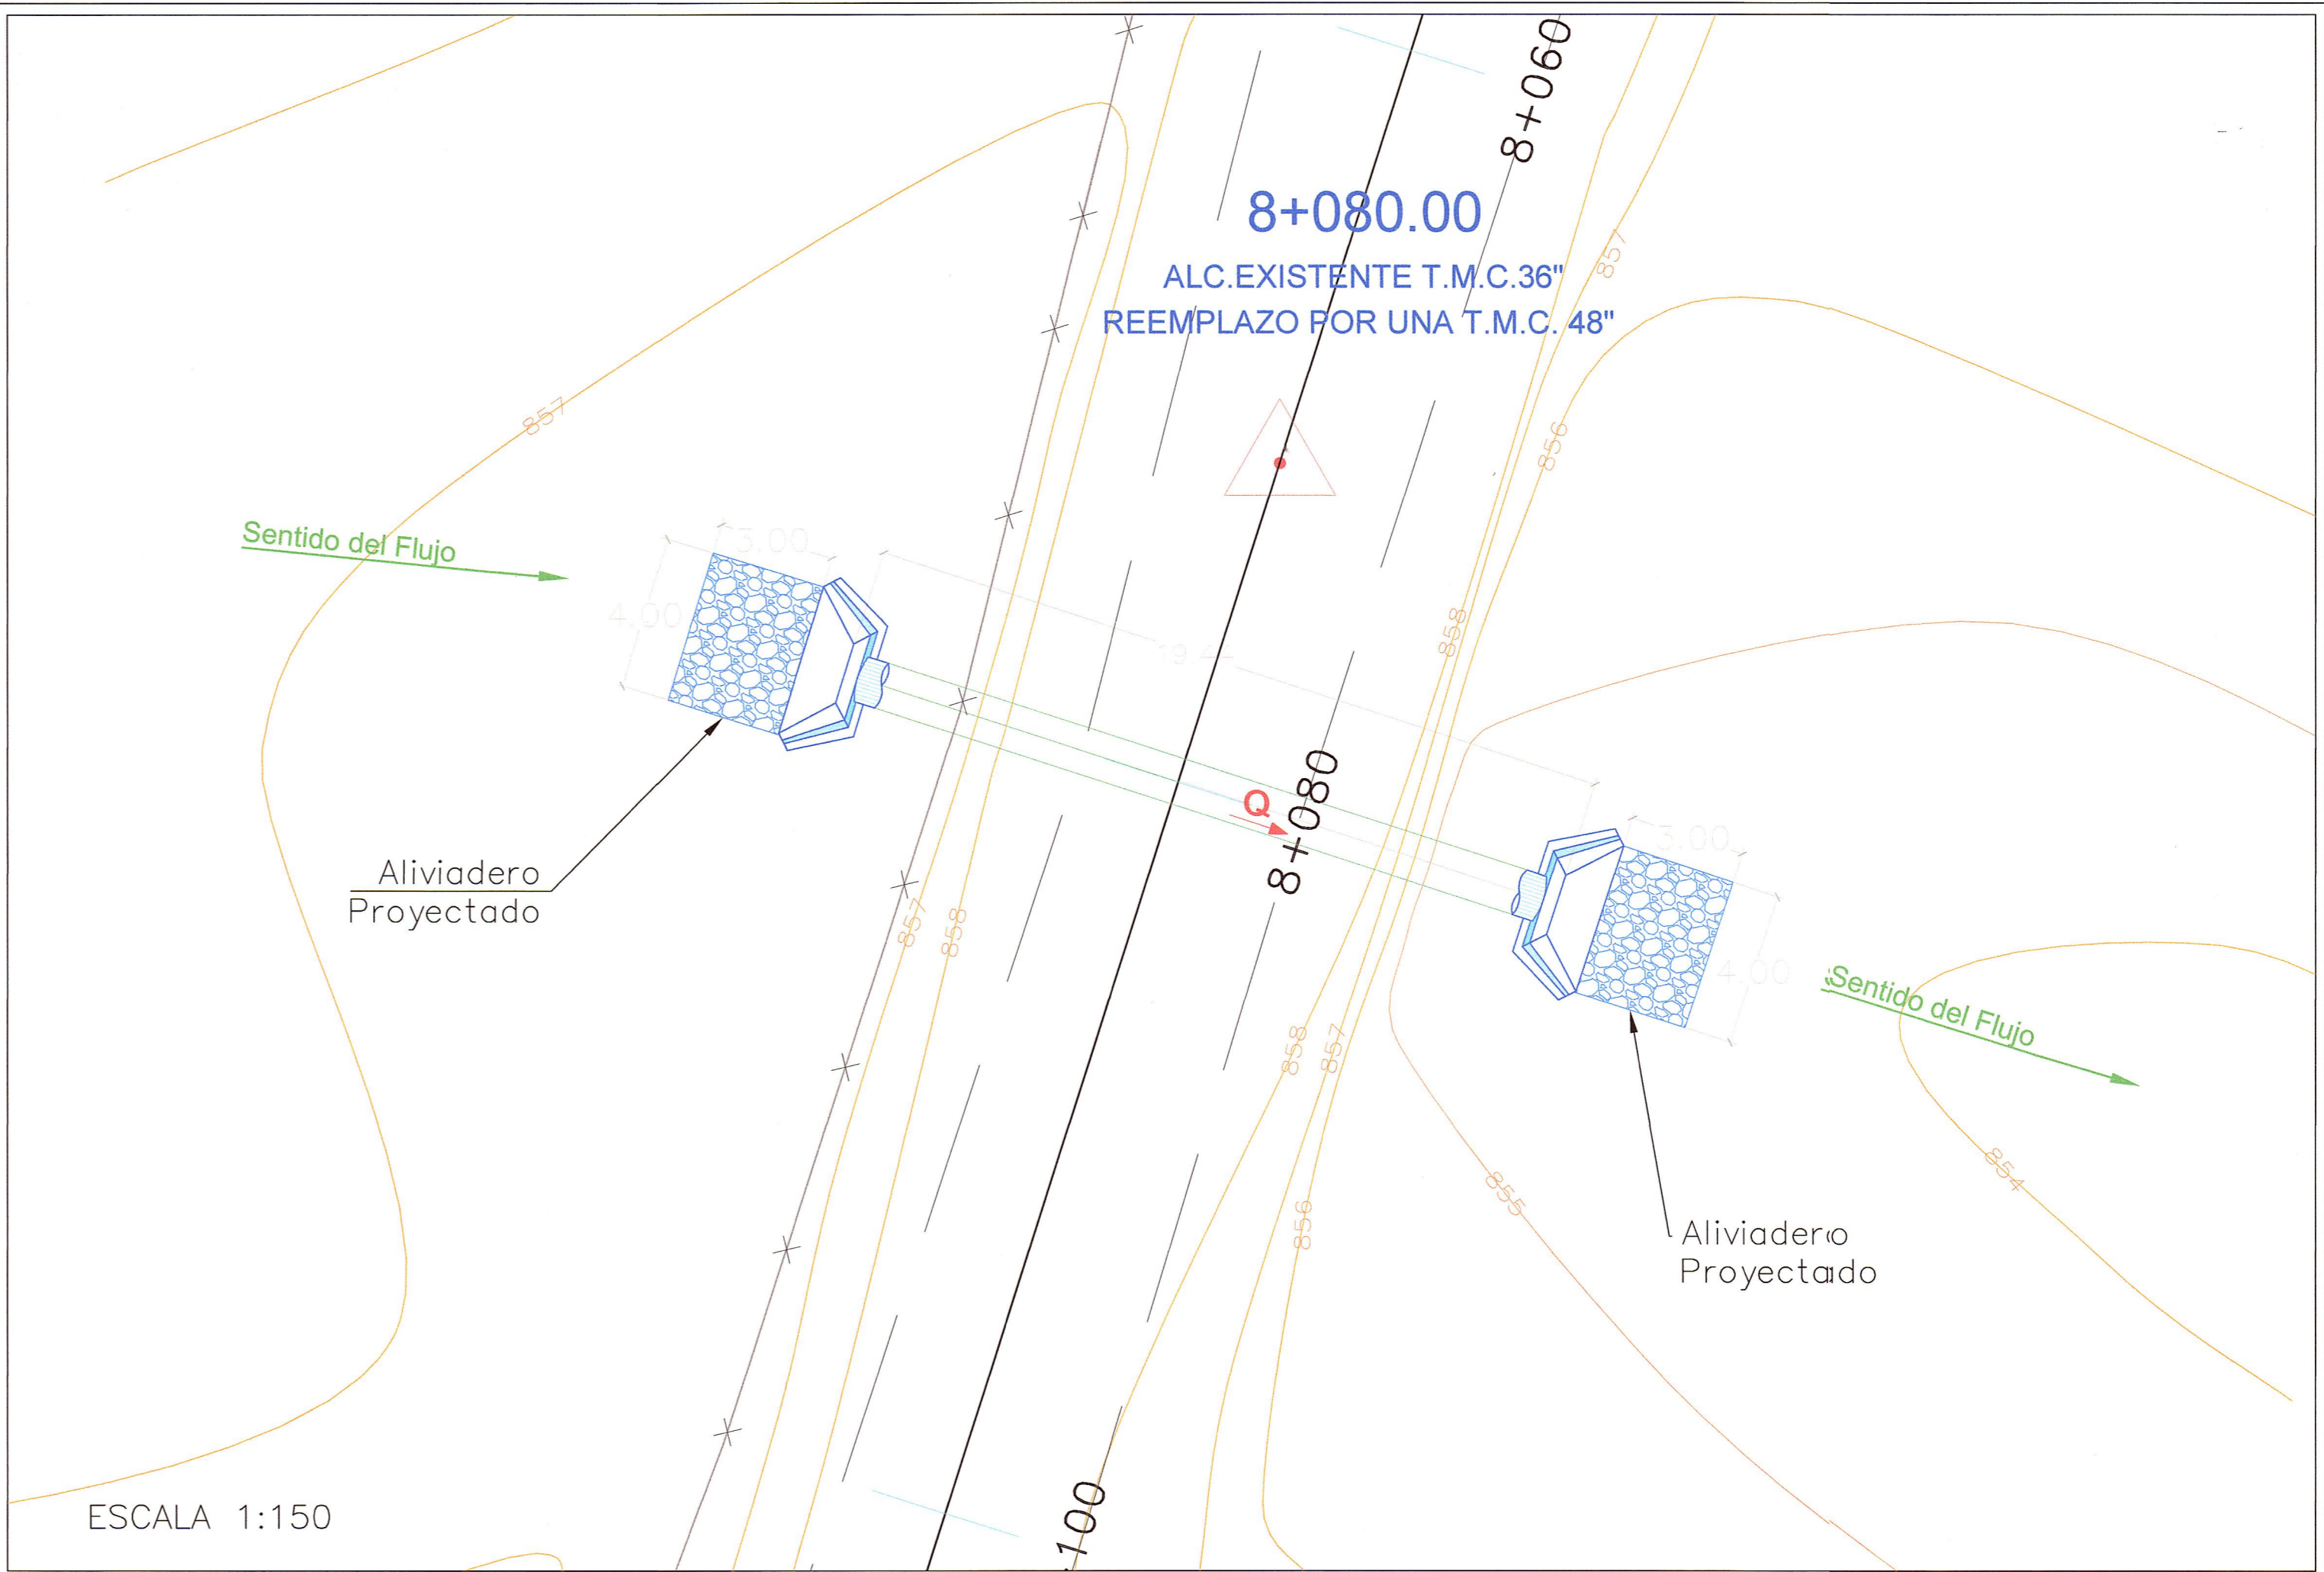 8+060
8+080.00
ALC.EXISTENTE T.M.C.36"
REEMPLAZO POR UNA T.M.C. 48"
857
857
856
Sentido del Flujo
3.00
4.00
858
8+080
Q
3.00
4.00
Aliviadero
Proyectado
857
858
Sentido del Flujo
858
857
855
854
856
Aliviadero
Proyectado
100
ESCALA 1:150